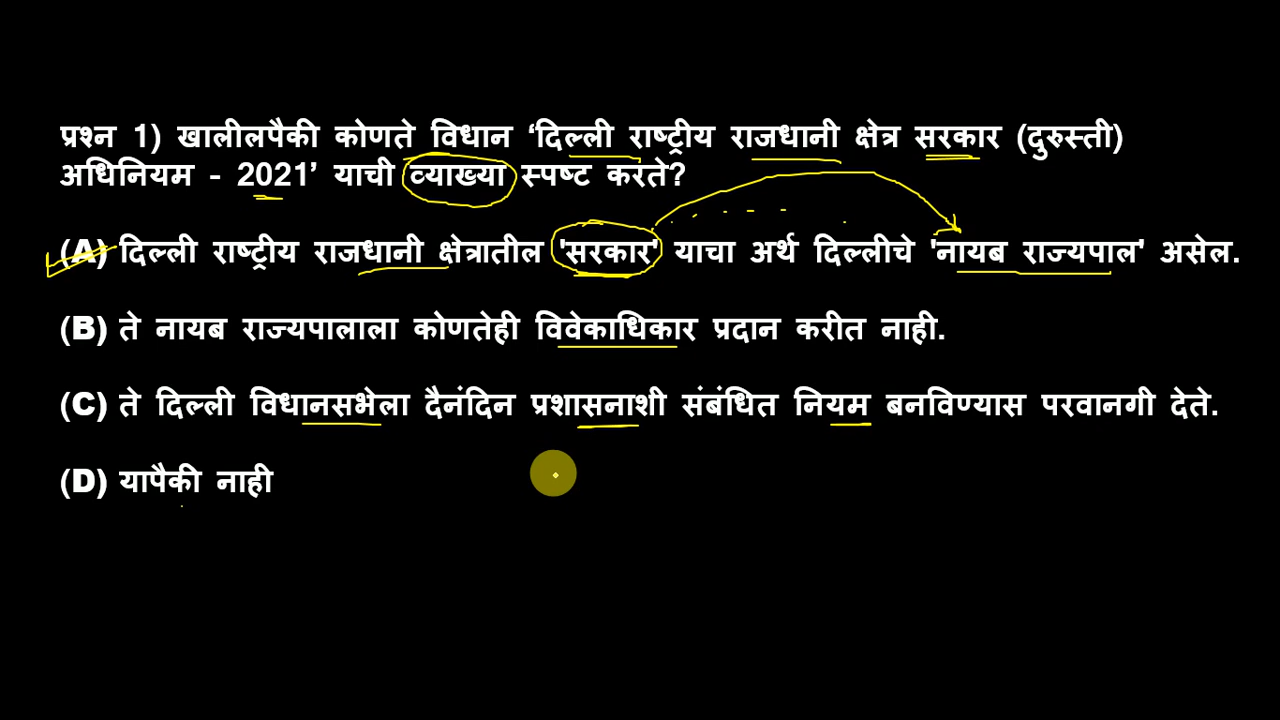 प्रश्न 1) खालीलपैकी कोणते विधान ‘दिल्ली राष्ट्रीय राजधानी क्षेत्र सरकार (दुरुस्ती)
अधिनियम - 2021’ याची व्याख्या स्पष्ट करते?
(A) दिल्ली राष्ट्रीय राजधानी क्षेत्रातील 'सरकार' याचा अर्थ दिल्लीचे 'नायब राज्यपाल' असेल.
(B) ते नायब राज्यपालाला कोणतेही विवेकाधिकार प्रदान करीत नाही.
(C) ते दिल्ली विधानसभेला दैनंदिन प्रशासनाशी संबंधित नियम बनविण्यास परवानगी देते.
(D) यापैकी नाही